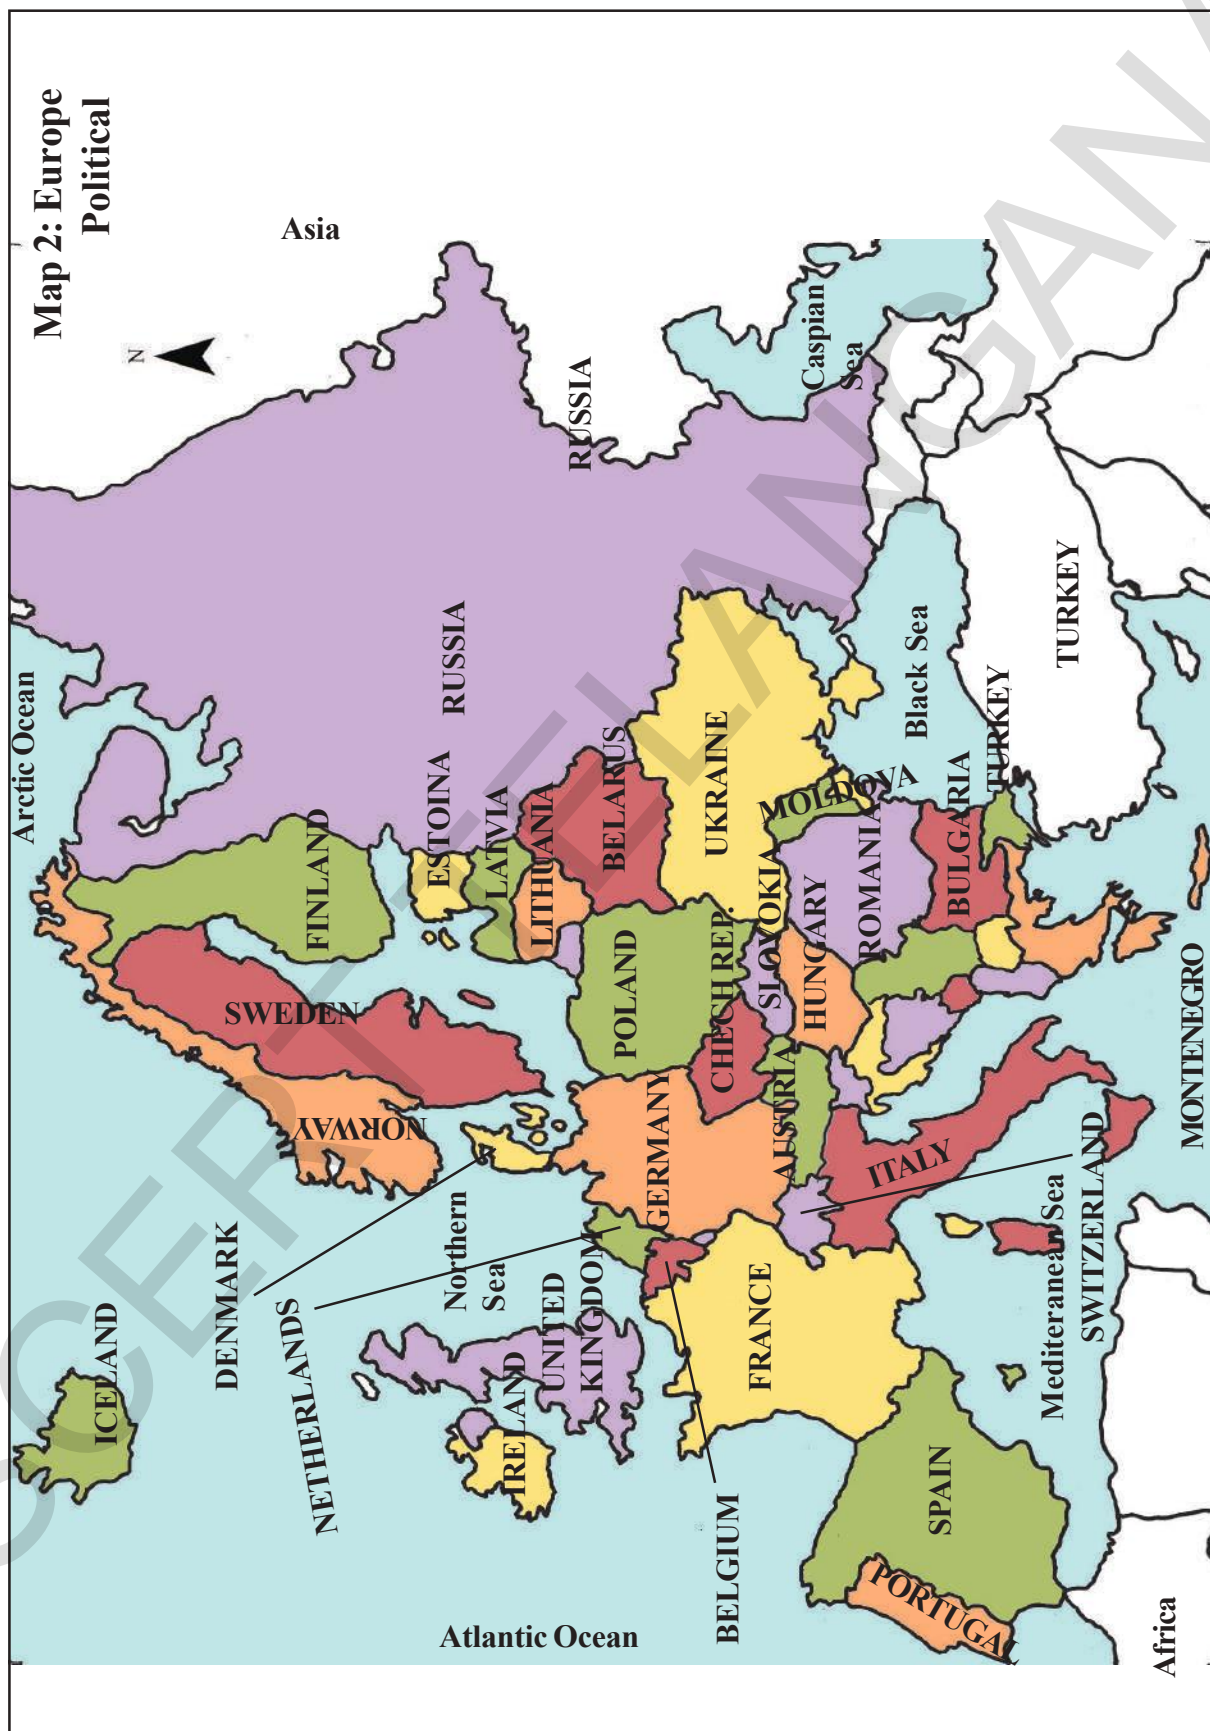 Map 2: Europe
Political
N
Asia
Arctic Ocean
ICELAND
NORWAY
SWEDEN
FINLAND
RUSSIA
RUSSIA
ESTOINA
LATVIA
LITHUANIA
BELARUS
DENMARK
NETHERLANDS
Northern
Sea
UNITED
KINGDOM
IRELAND
Atlantic Ocean
BELGIUM
GERMANY
POLAND
CHECH REP.
SLOVOKIA
UKRAINE
MOLDOVA
Caspian
Sea
FRANCE
AUSTRIA
HUNGARY
ROMANIA
BULGARIA
Black Sea
TURKEY
TURKEY
ITALY
SPAIN
PORTUGAL
Mediteranean Sea
SWITZERLAND
MONTENEGRO
Africa